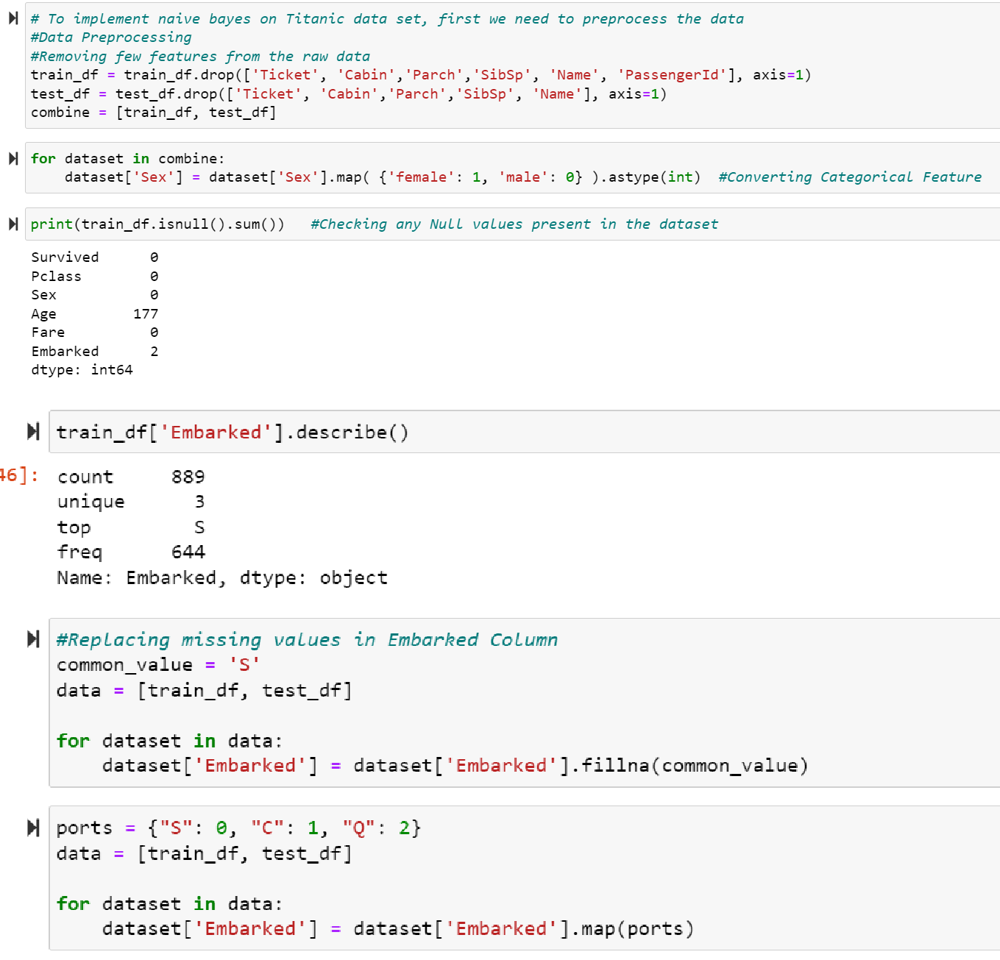 # To implement naive bayes on Titanic data set, first we need to preprocess the data
#Data Preprocessing
#Removing few features from the raw data
train_df = train_df.drop(['Ticket', 'Cabin','Parch','SibSp', 'Name', 'PassengerId'], axis=1)
test_df = test_df.drop(['Ticket', 'Cabin','Parch','SibSp', 'Name'], axis=1)
combine = [train_df, test_df]
for dataset in combine:
    dataset['Sex'] = dataset['Sex'].map( {'female': 1, 'male': 0} ).astype(int)  #Converting Categorical Feature
print(train_df.isnull().sum())   #Checking any Null values present in the dataset
Survived      0
Pclass        0
Sex           0
Age         177
Fare          0
Embarked      2
dtype: int64
train_df['Embarked'].describe()
46]:
count     889
unique      3
top         S
freq      644
Name: Embarked, dtype: object
#Replacing missing values in Embarked Column
common_value = 'S'
data = [train_df, test_df]
for dataset in data:
    dataset['Embarked'] = dataset['Embarked'].fillna(common_value)
ports = {"S": 0, "C": 1, "Q": 2}
data = [train_df, test_df]
for dataset in data:
    dataset['Embarked'] = dataset['Embarked'].map(ports)